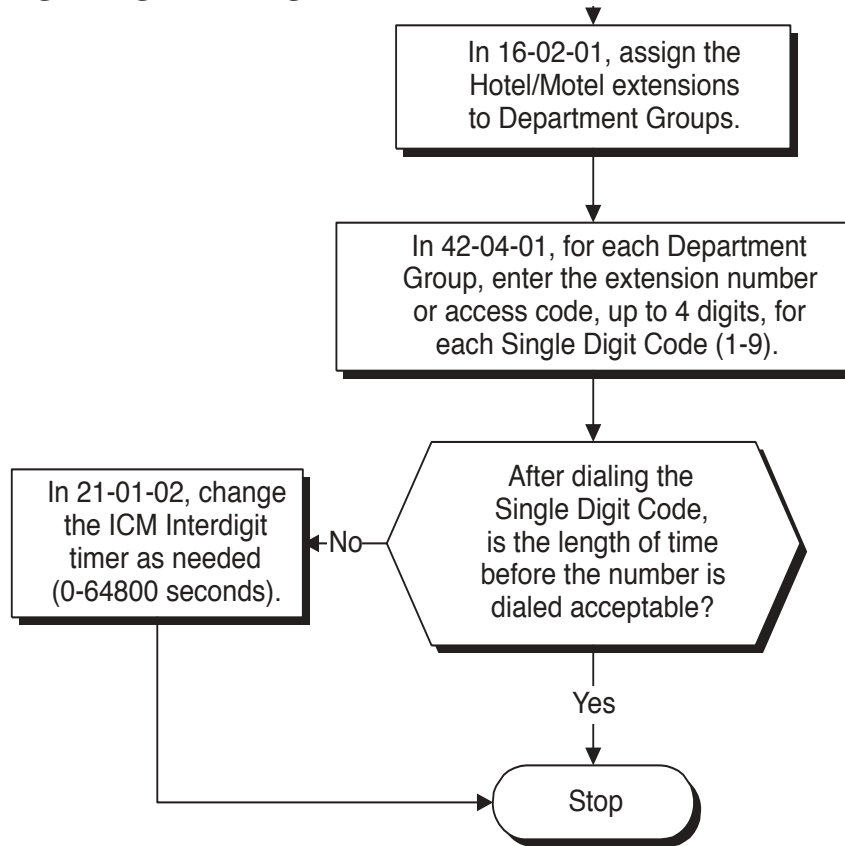 In 16-02-01, assign the
Hotel/Motel extensions
to Department Groups.
In 42-04-01, for each Department
Group, enter the extension number
or access code, up to 4 digits, for
each Single Digit Code (1-9).
After dialing the
Single Digit Code,
is the length of time
before the number is
dialed acceptable?
No
In 21-01-02, change
the ICM Interdigit
timer as needed
(0-64800 seconds).
Yes
Stop